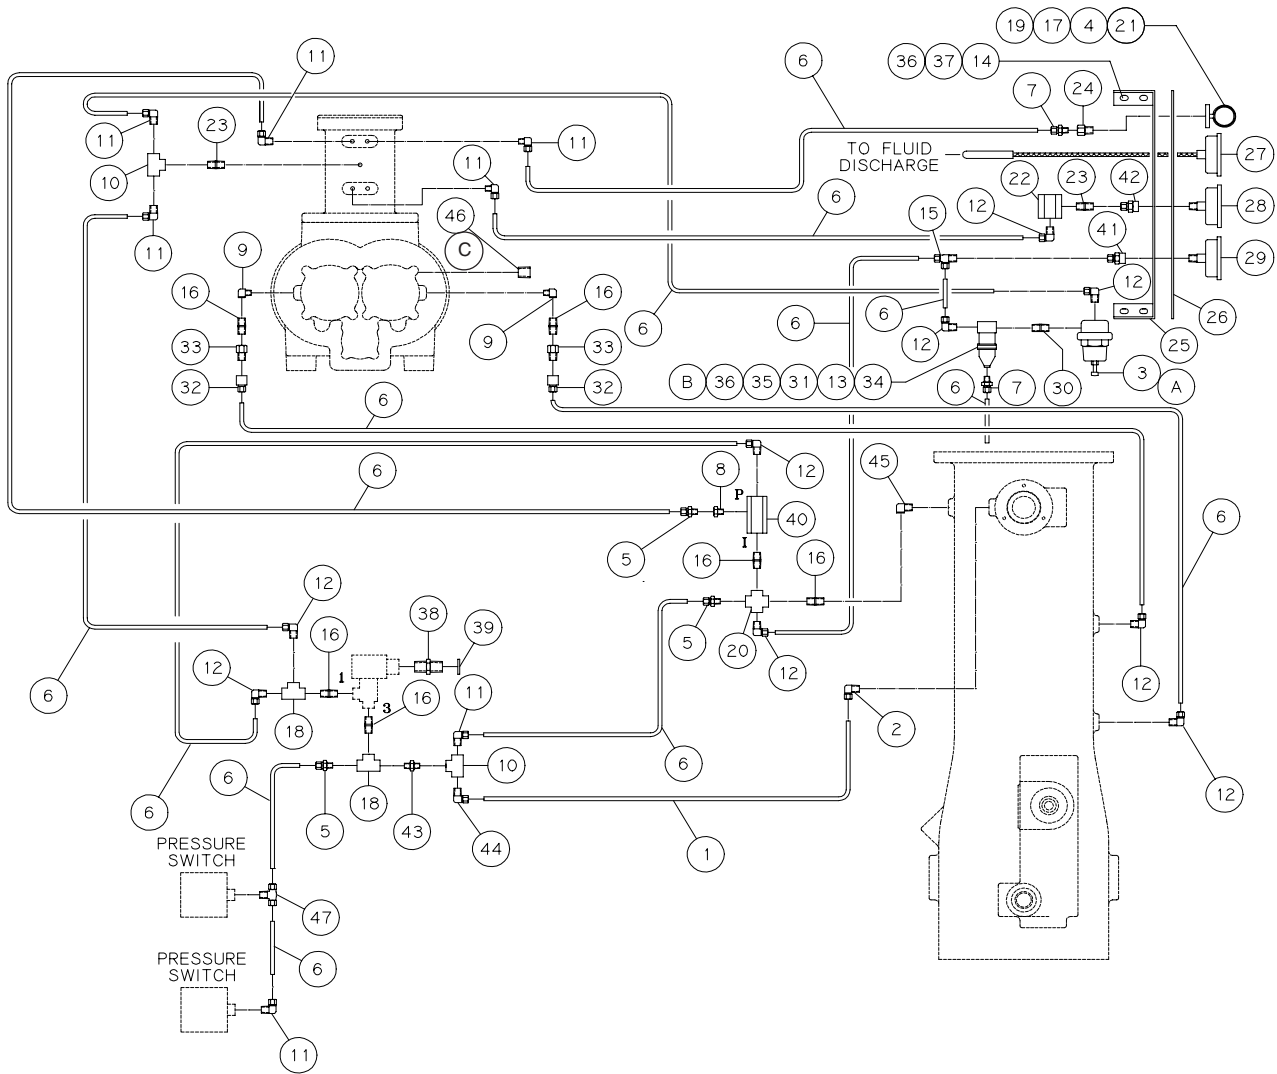 19 17 4 21
11 6 36 37 14
7 24
11 23 11
TO FLUID
DISCHARGE
27
10 11 22 23 42
6 12 28
46 15
C
11 9 41 29
16 16 12
6 6 6 26
33 9 33 12 25
32 32 B 36 35 31 13 34 6 7 30 3 A
6
6 8 12 45
P
40 6
I
5 16 16
12
38 39
6 16 5 20 12
12 1 11 12
3 16
18 2
10 6
6 6 18 12
5 43
44 1
PRESSURE
SWITCH
47
PRESSURE
SWITCH
6
11